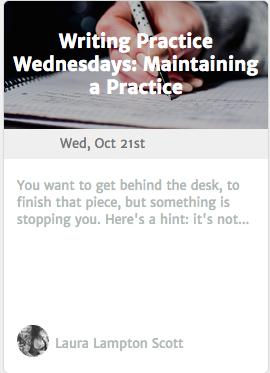 Writing Practice
Wednesdays: Maintaining
a Practice
Wed, Oct 21st
You want to get behind the desk, to
finish that piece, but something is
stopping you. Here's a hint: it's not...
Laura Lampton Scott